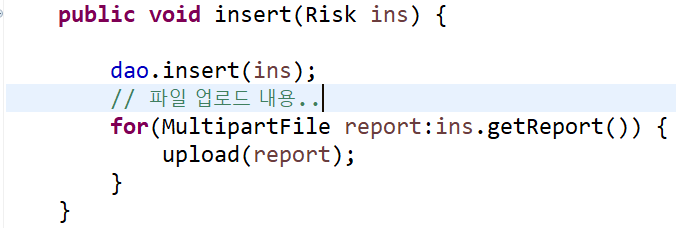 public void insert(Risk ins) {
dao.insert(ins);
// 파일 업로드 내용..
for(MultipartFile report:ins.getReport()) {
upload(report);
}
}